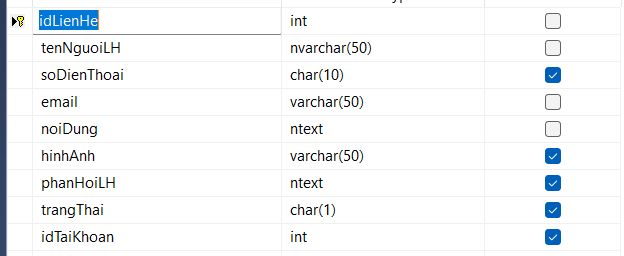 idLienHe int
tenNguoiLH nvarchar(50)
soDienThoai char(10)
email varchar(50)
noiDung ntext
hinhAnh varchar(50)
phanHoiLH ntext
trangThai char(1)
idTaiKhoan int